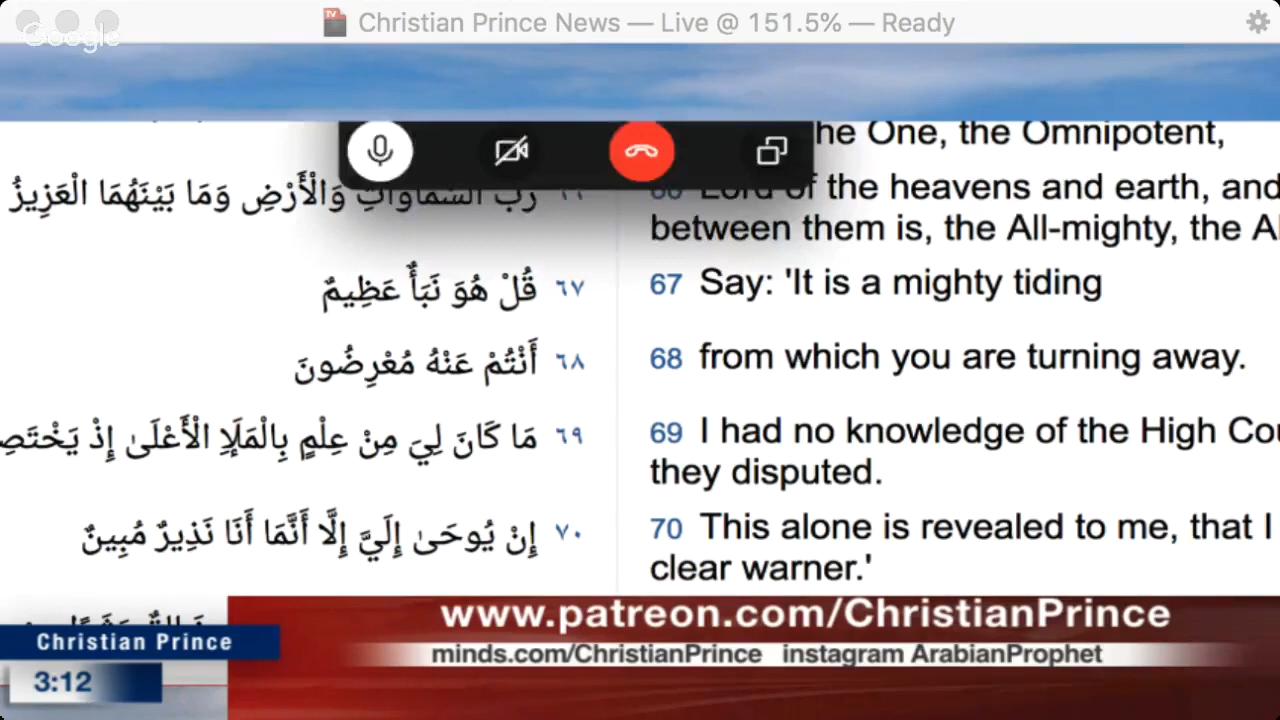 Christian Prince News — Live @ 151.5% — Ready
Google
he One, the Omnipotent,
رَبُّ السَّمَاوَاتِ وَالْأَرْضِ وَمَا بَيْنَهُمَا الْعَزِيزُ ٦٦
66 Lord of the heavens and earth, and
between them is, the All-mighty, the Al
قُلْ هُوَ نَبَأٌ عَظِيمٌ ٦٧
67 Say: 'It is a mighty tiding
أَنْتُمْ عَنْهُ مُعْرِضُونَ ٦٨
68 from which you are turning away.
مَا كَانَ لِيَ مِنْ عِلْمٍ بِالْمَلَإِ الْأَعْلَىٰ إِذْ يَخْتَصِ ٦٩
69 I had no knowledge of the High Cou
they disputed.
إِنْ يُوحَىٰ إِلَيَّ إِلَّا أَنَّمَا أَنَا نَذِيرٌ مُبِينٌ ٧٠
70 This alone is revealed to me, that I
clear warner.'
www.patreon.com/ChristianPrince
Christian Prince
minds.com/ChristianPrince instagram ArabianProphet
3:12